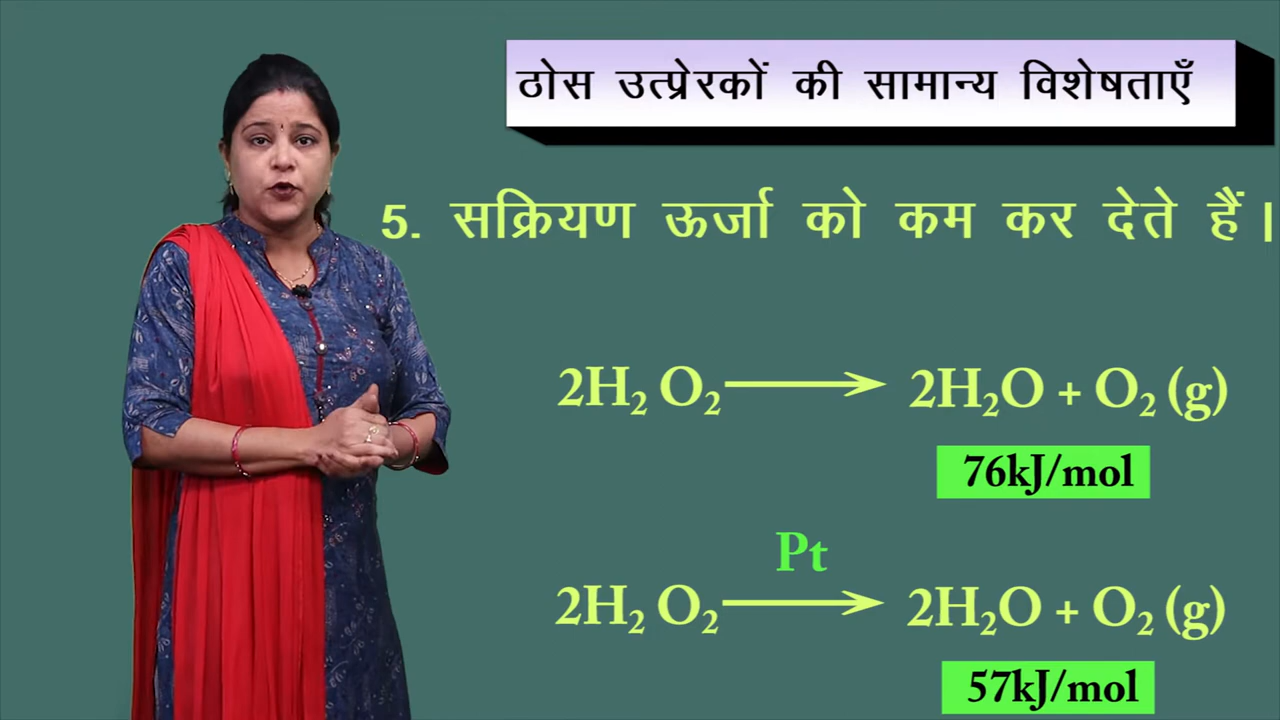 ठोस उत्प्रेरकों की सामान्य विशेषताएँ
5. सक्रियण ऊर्जा को कम कर देते हैं।
2H₂ O₂ ⟶ 2H₂O + O₂ (g)
76kJ/mol
Pt
2H₂ O₂ ⟶ 2H₂O + O₂ (g)
57kJ/mol